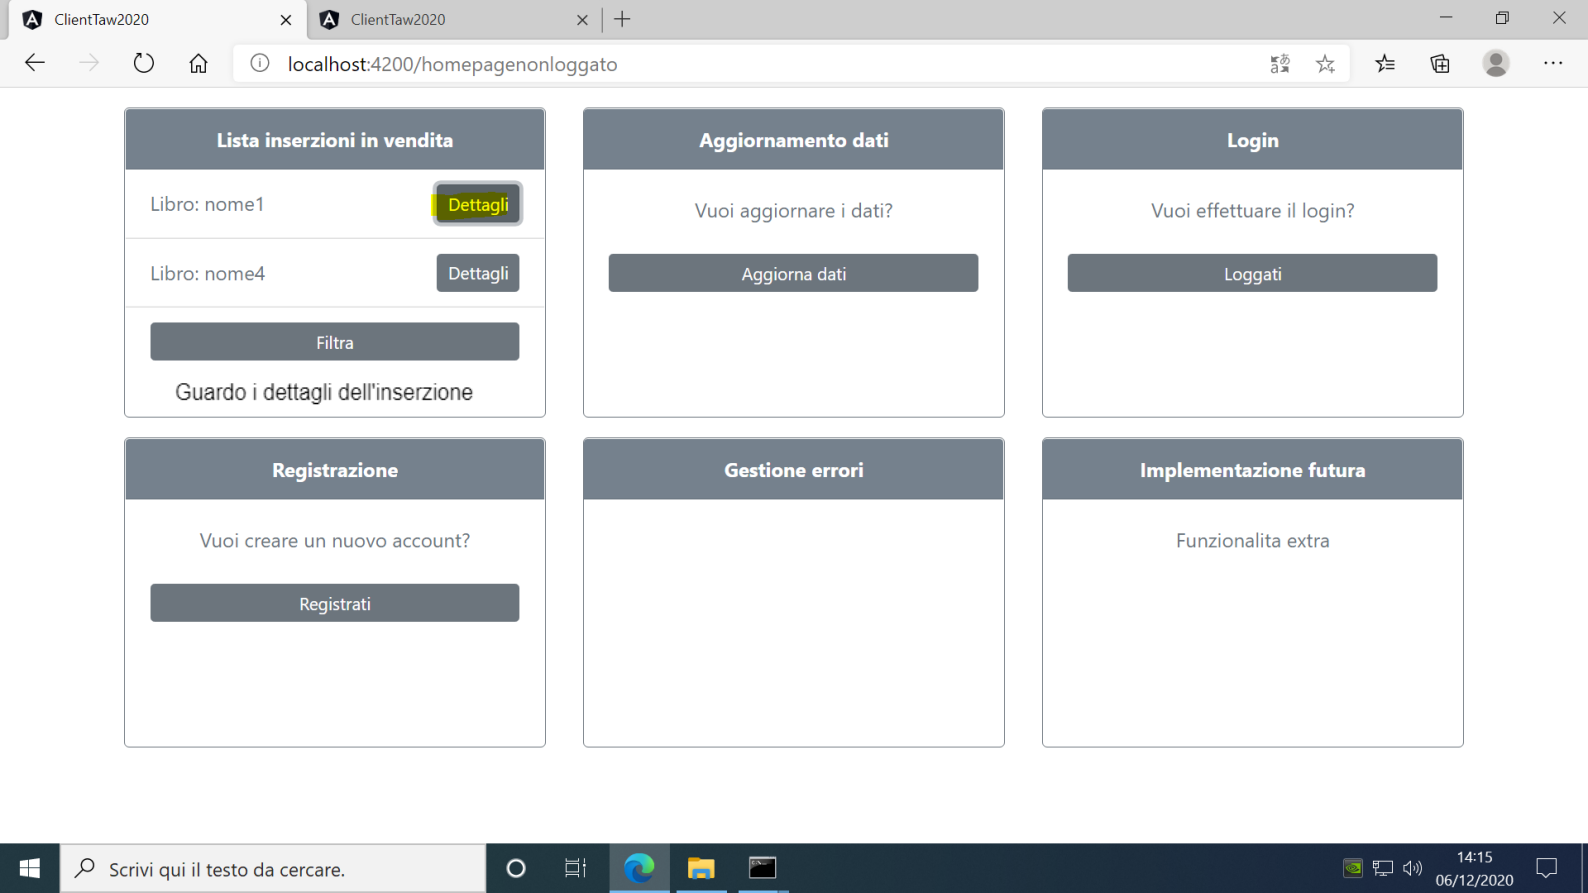 ClientTaw2020
ClientTaw2020
localhost:4200/homepagenonloggato
Lista inserzioni in vendita
Libro: nome1
Dettagli
Libro: nome4
Dettagli
Filtra
Guardo i dettagli dell'inserzione
Aggiornamento dati
Vuoi aggiornare i dati?
Aggiorna dati
Login
Vuoi effettuare il login?
Loggati
Registrazione
Vuoi creare un nuovo account?
Registrati
Gestione errori
Implementazione futura
Funzionalita extra
Scrivi qui il testo da cercare.
14:15
06/12/2020